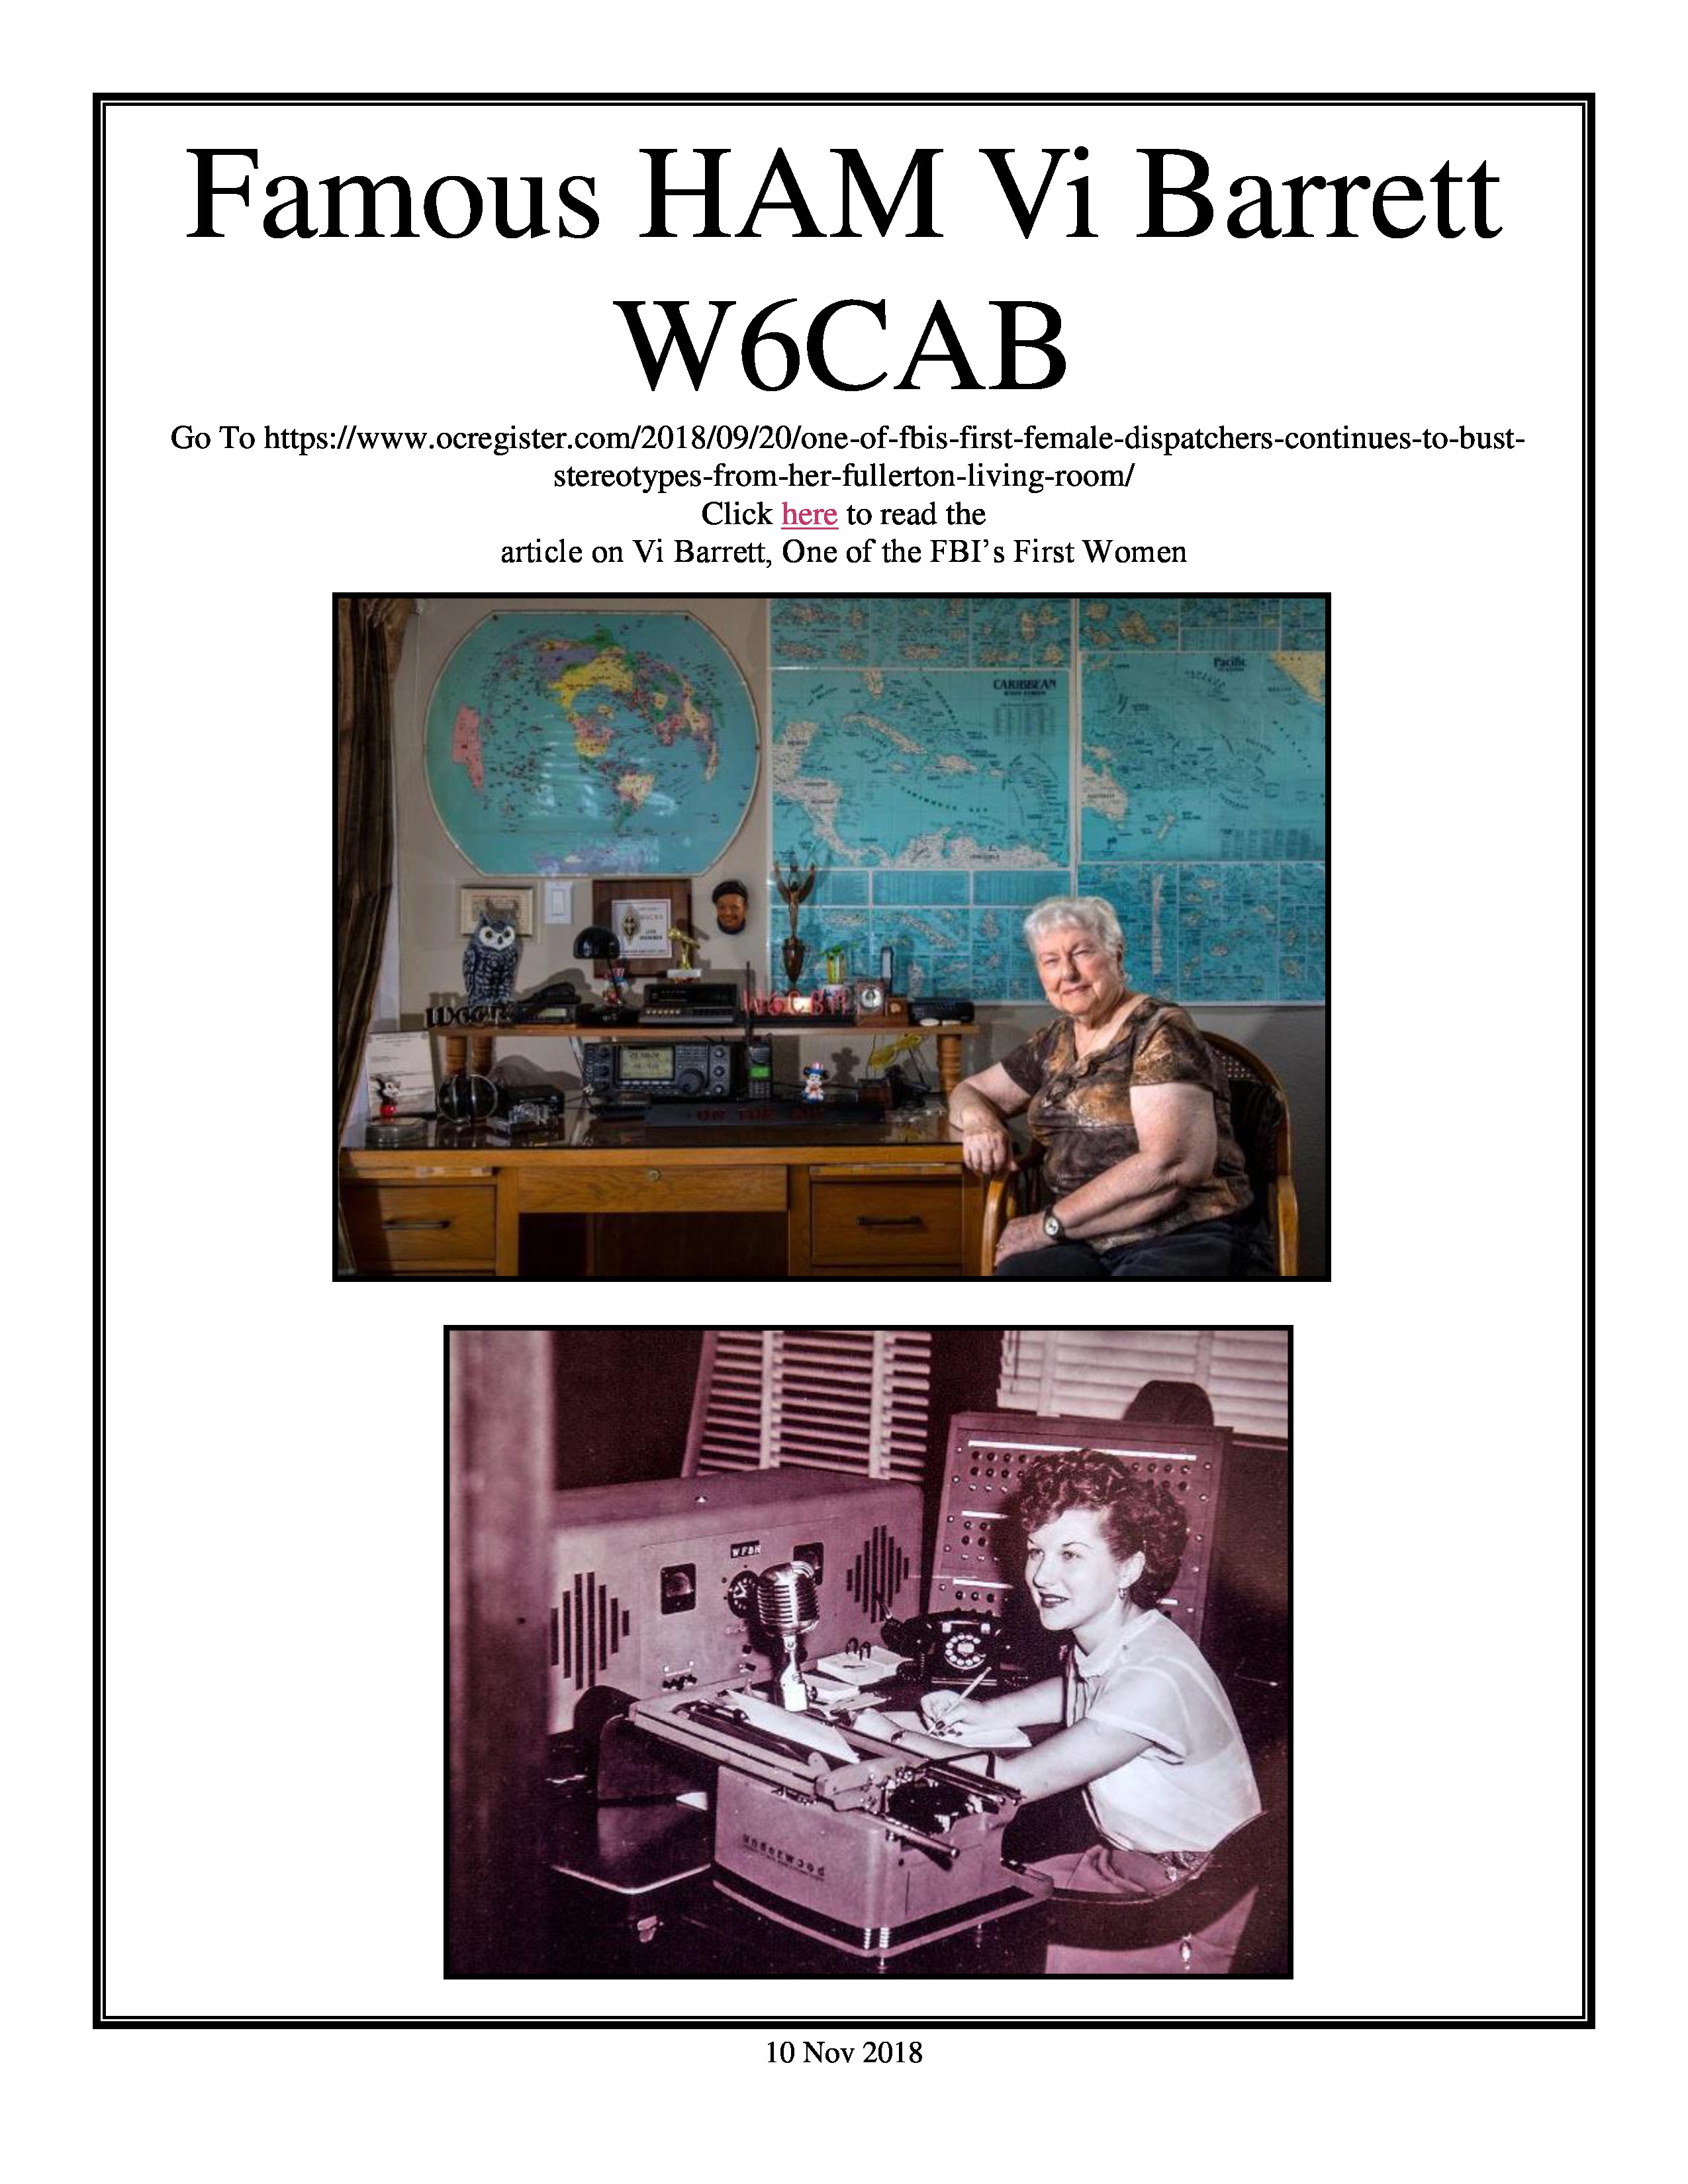 Famous HAM Vi Barrett
W6CAB
Go To https://www.ocregister.com/2018/09/20/one-of-fbis-first-female-dispatchers-continues-to-bust-
stereotypes-from-her-fullerton-living-room/
Click here to read the
article on Vi Barrett, One of the FBI’s First Women
CARIBBEAN
Pacific
ON THE AIR
underwood
10 Nov 2018